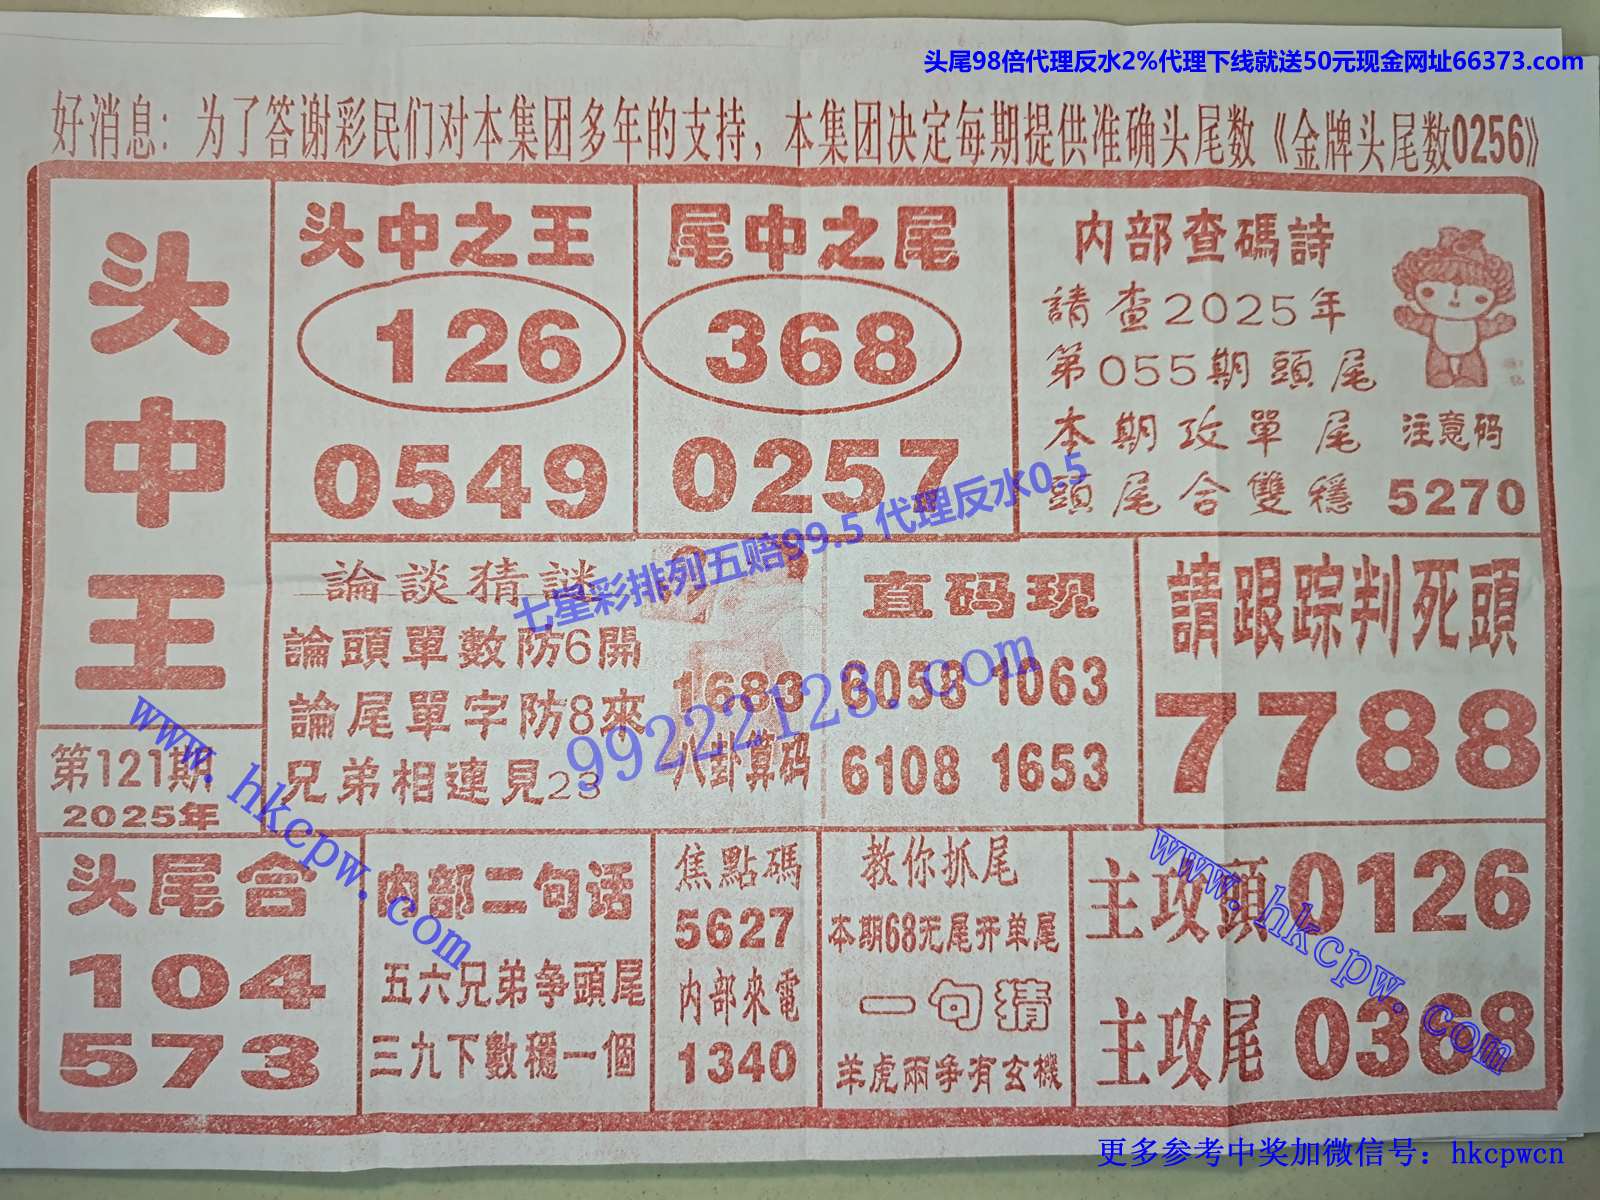 头尾98倍代理反水2%代理下线就送50元现金网址66373.com
好消息：为了答谢彩民们对本集团多年的支持，本集团决定每期提供准确头尾数《金牌头尾数0256》
头中王
第121期
2025年
头中之王
126
0549
尾中之尾
368
0257
内部查碼詩
請查2025年
第055期頭尾
本期攻單尾
頭尾合雙穩
注意码
5270
論談猜謎
論頭單數防6開
論尾單字防8來
兄弟相連見23
1683
八卦算码
直码现
6058 1063
6108 1653
請跟踪判死頭
7788
七星彩排列五赔99.5 代理反水0.5
99222123.com
www.hkcpw.com
头尾合
104
573
内部二句话
五六兄弟争頭尾
三九下數穩一個
焦點碼
5627
内部來電
1340
教你抓尾
本期68无尾开单尾
一句猜
羊虎兩争有玄機
主攻頭0126
主攻尾0368
www.hkcpw.com
更多参考中奖加微信号：hkcpwcn